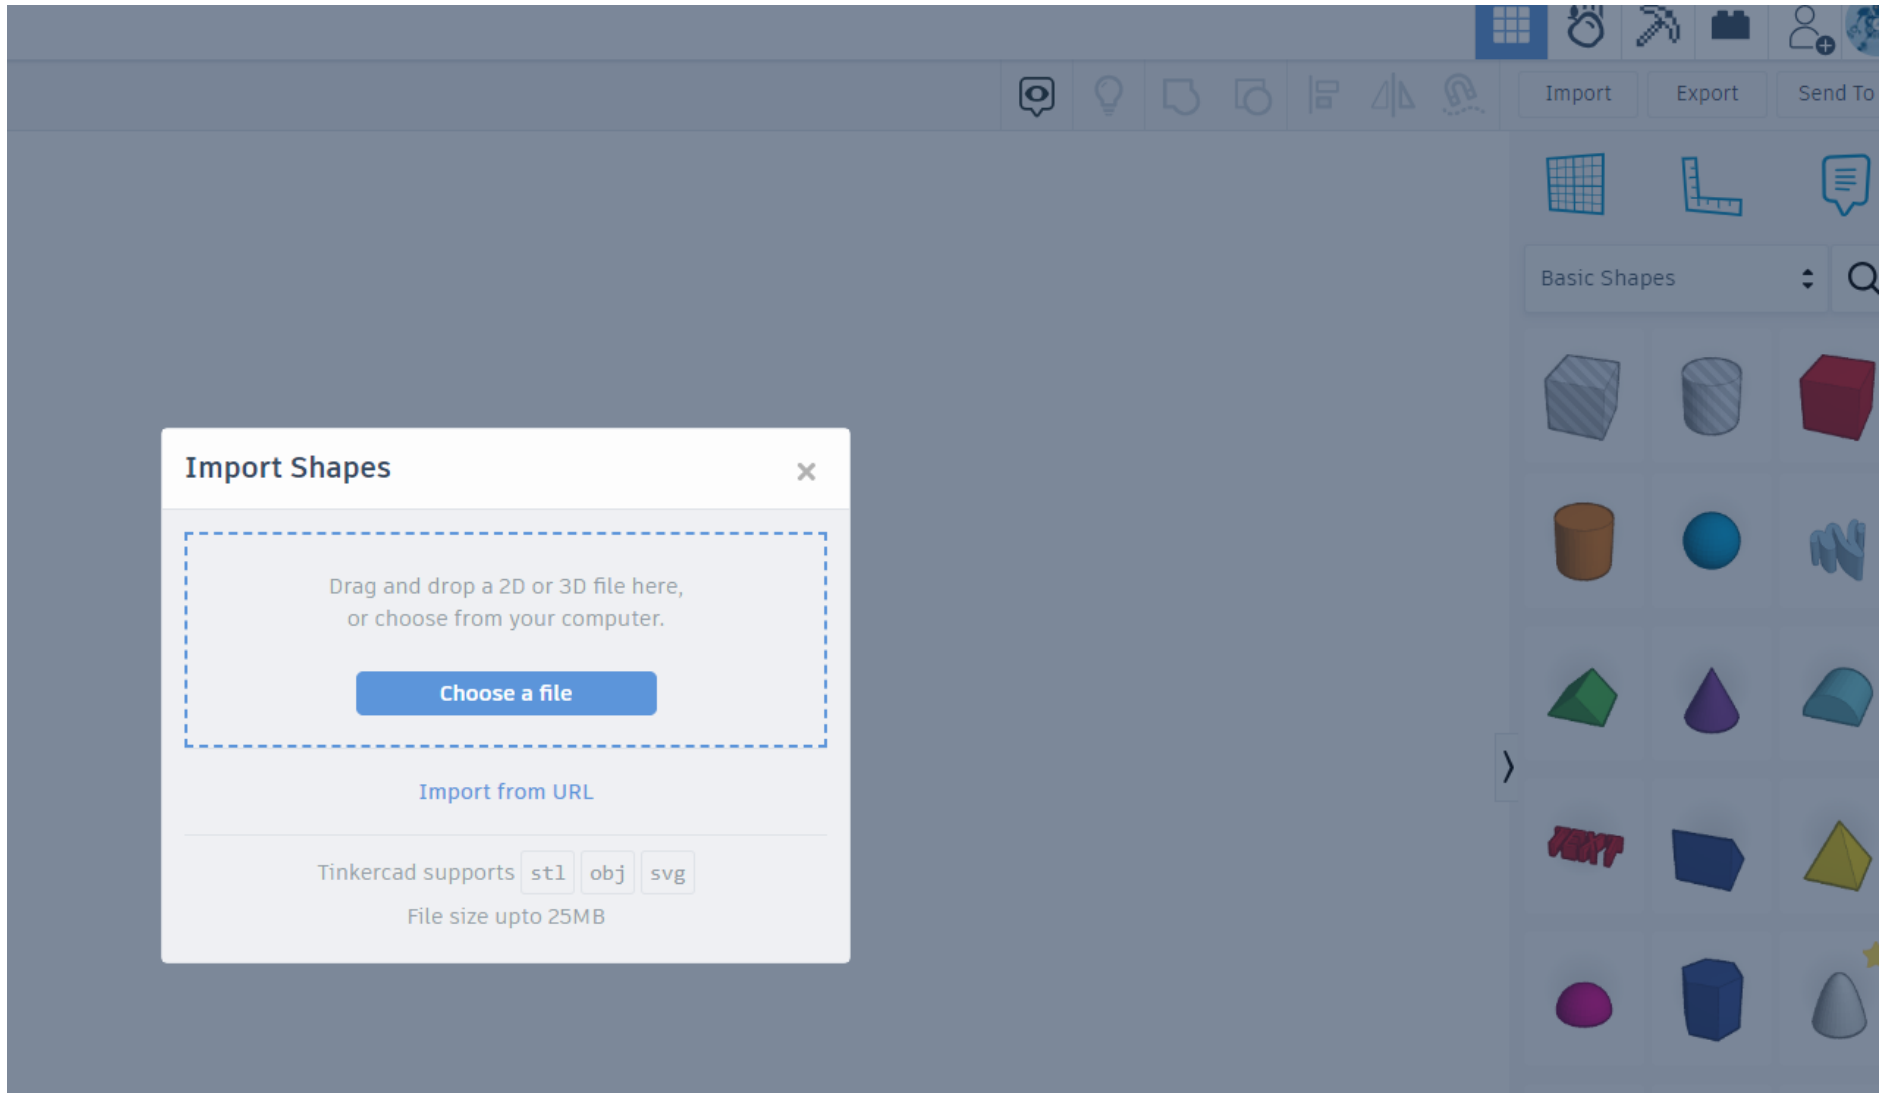 Import Export Send To
Basic Shapes
Import Shapes
Drag and drop a 2D or 3D file here,
or choose from your computer.
Choose a file
Import from URL
Tinkercad supports stl obj svg
File size upto 25MB
TEXT